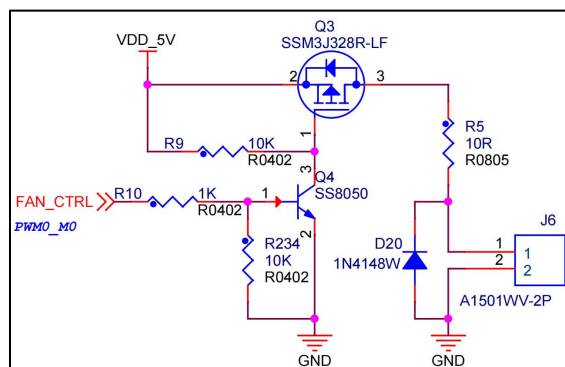 Q3
SSM3J328R-LF
VDD_5V
2
3
1
R9
10K
R0402
R5
10R
R0805
3
Q4
SS8050
FAN_CTRL
R10
1K
R0402
1
PWM0_M0
2
R234
10K
R0402
D20
1N4148W
J6
1
1
2
2
A1501WV-2P
GND
GND